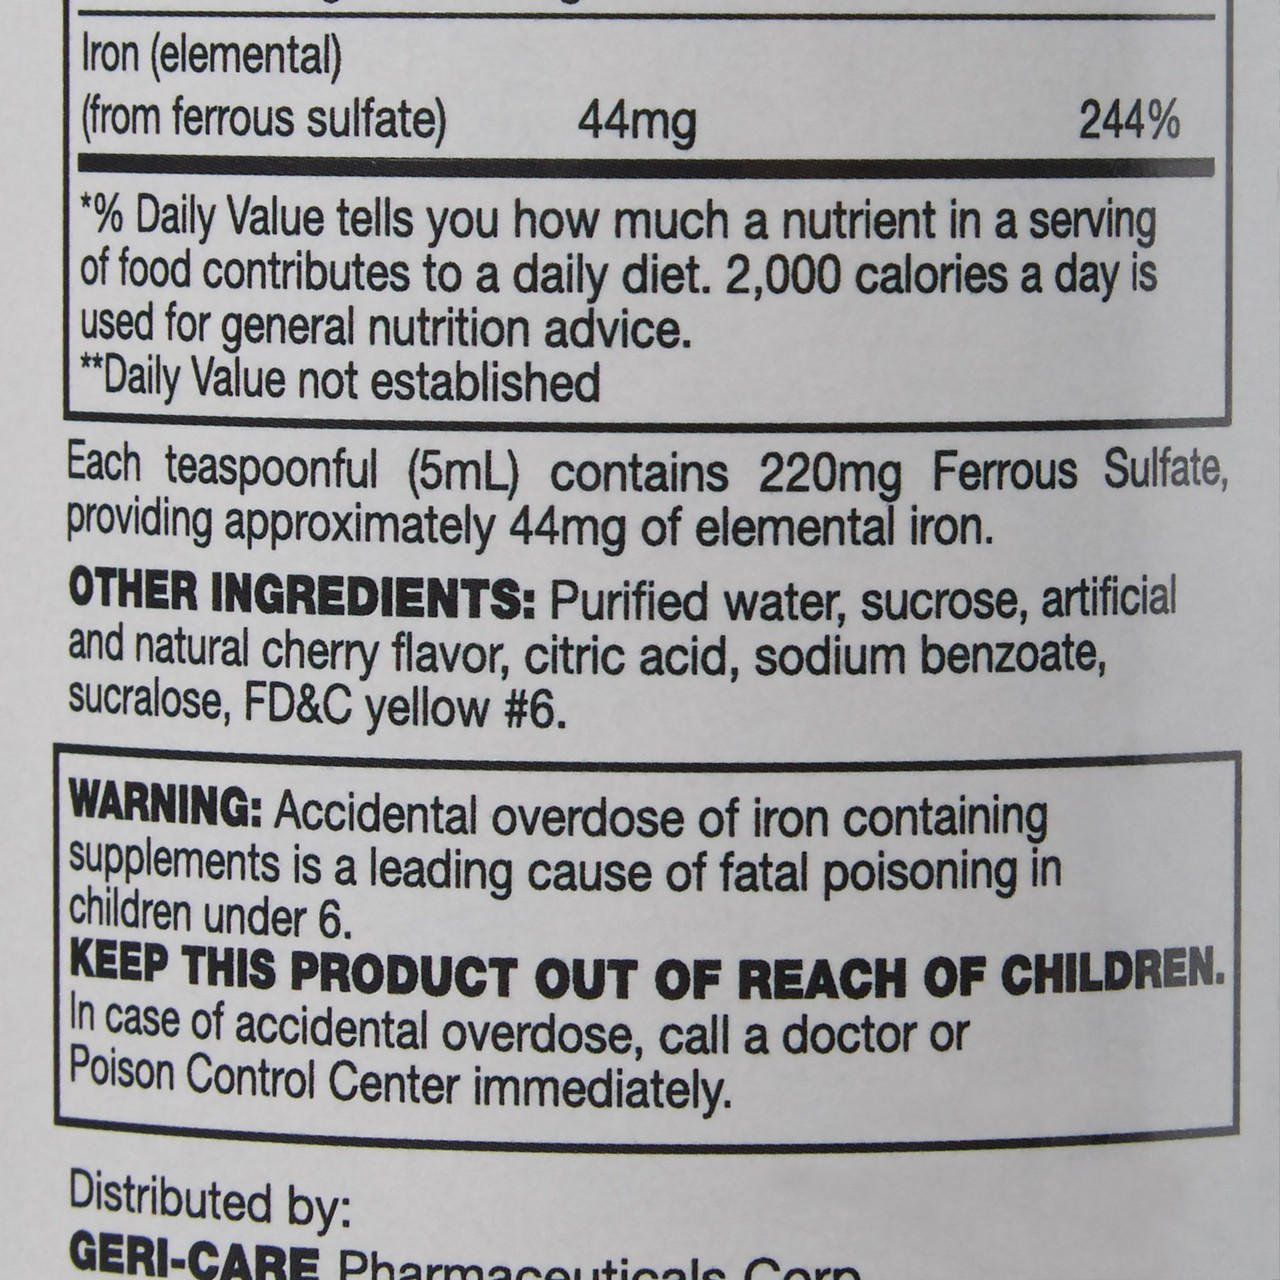 Iron (elemental)
(from ferrous sulfate) 44mg 244%
*% Daily Value tells you how much a nutrient in a serving
of food contributes to a daily diet. 2,000 calories a day is
used for general nutrition advice.
**Daily Value not established
Each teaspoonful (5mL) contains 220mg Ferrous Sulfate,
providing approximately 44mg of elemental iron.
OTHER INGREDIENTS: Purified water, sucrose, artificial
and natural cherry flavor, citric acid, sodium benzoate,
sucralose, FD&C yellow #6.
WARNING: Accidental overdose of iron containing
supplements is a leading cause of fatal poisoning in
children under 6.
KEEP THIS PRODUCT OUT OF REACH OF CHILDREN.
In case of accidental overdose, call a doctor or
Poison Control Center immediately.
Distributed by:
GERI-CARE Pharmaceuticals Corp